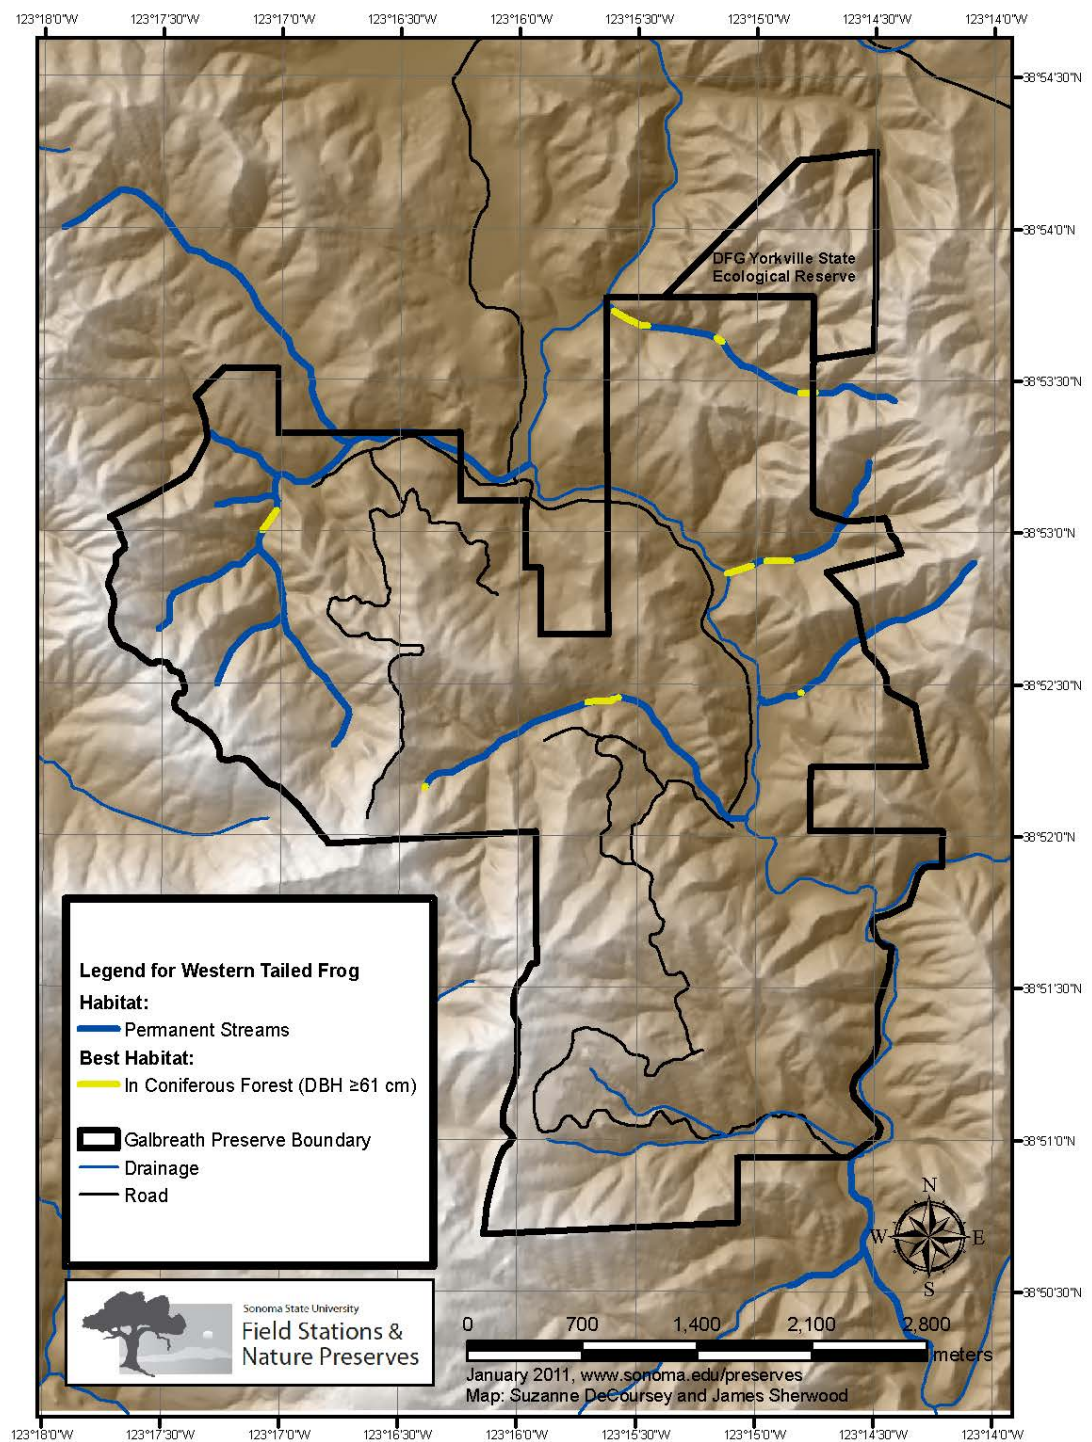 123°18'0"W 123°17'30"W 123°17'0"W 123°16'30"W 123°16'0"W 123°15'30"W 123°15'0"W 123°14'30"W 123°14'0"W
38°54'30"N
38°54'0"N
DFG Yorkville State
Ecological Reserve
38°53'30"N
38°53'0"N
38°52'30"N
38°52'0"N
Legend for Western Tailed Frog
Habitat:
Permanent Streams
Best Habitat:
In Coniferous Forest (DBH ≥61 cm)
Galbreath Preserve Boundary
Drainage
Road
38°51'30"N
38°51'0"N
N
W E
S
38°50'30"N
Sonoma State University
Field Stations &
Nature Preserves
0 700 1,400 2,100 2,800
meters
January 2011, www.sonoma.edu/preserves
Map: Suzanne DeCoursey and James Sherwood
123°18'0"W 123°17'30"W 123°17'0"W 123°16'30"W 123°16'0"W 123°15'30"W 123°15'0"W 123°14'30"W 123°14'0"W